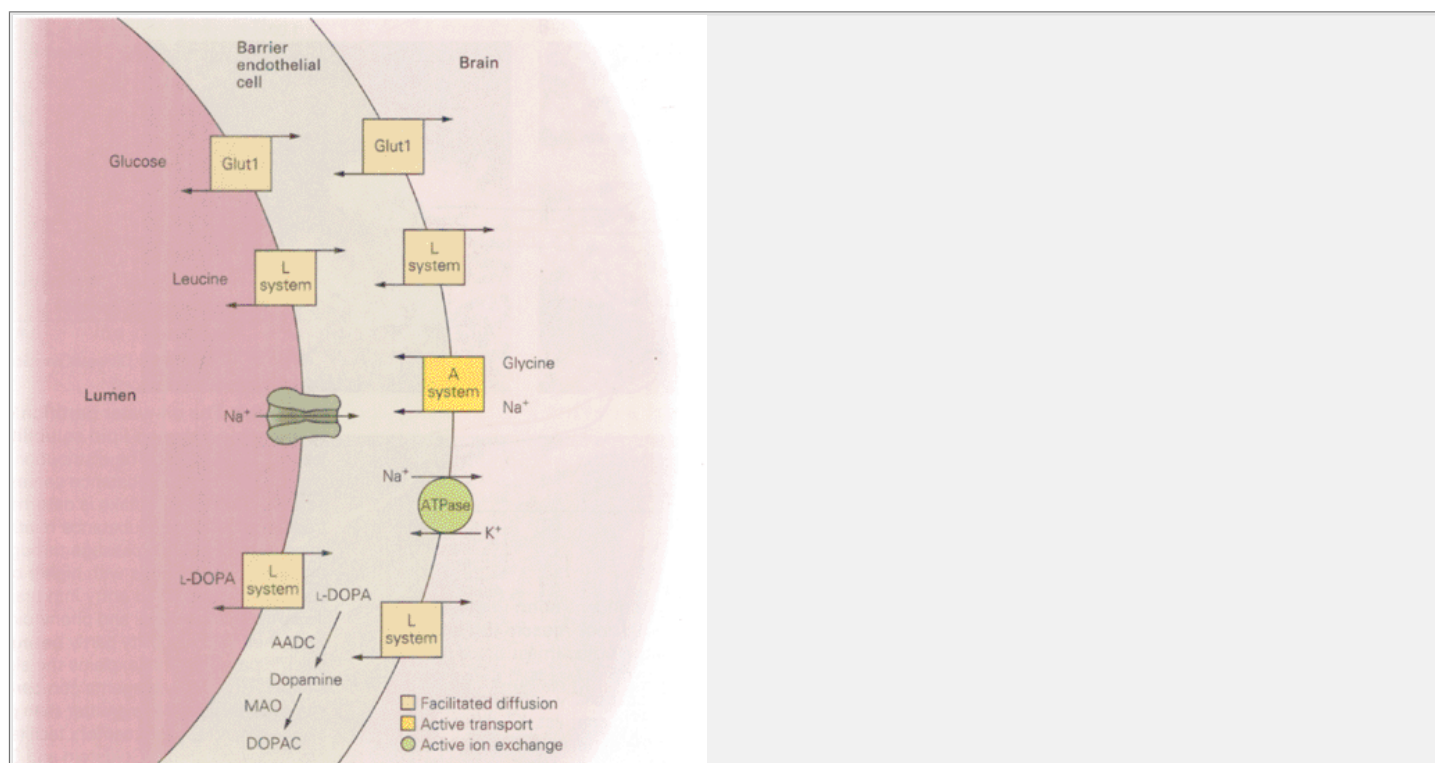 Barrier
endothelial
cell
Brain
Glucose
Glut1
Glut1
Leucine
L
system
L
system
Lumen
Na⁺
A
system
Glycine
Na⁺
Na⁺
ATPase
K⁺
L-DOPA
L
system
L-DOPA
L
system
AADC
Dopamine
MAO
DOPAC
Facilitated diffusion
Active transport
Active ion exchange